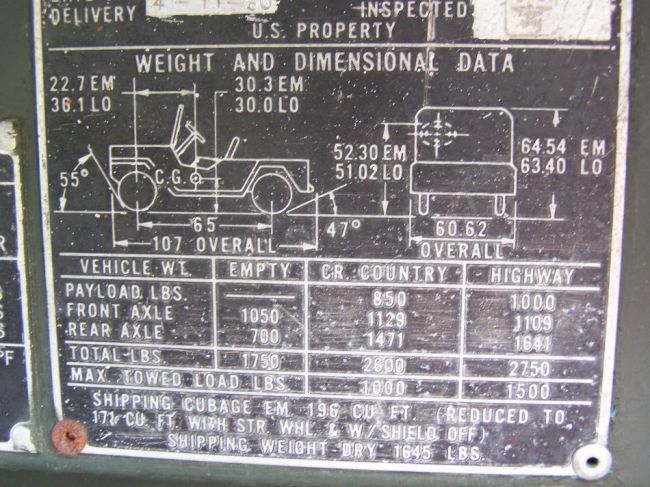 DELIVERY 4-11-80 INSPECTED
U.S. PROPERTY
WEIGHT AND DIMENSIONAL DATA
22.7 EM
36.1 LO
30.3 EM
30.0 LO
52.30 EM
51.02 LO
64.54 EM
63.40 LO
55°
C.G.
65
47°
107 OVERALL
60.62
OVERALL
VEHICLE WT. EMPTY CR. COUNTRY HIGHWAY
PAYLOAD LBS. 850 1000
FRONT AXLE 1050 1129 1109
REAR AXLE 700 1471 1641
TOTAL-LBS. 1750 2600 2750
MAX. TOWED LOAD LBS. 1000 1500
SHIPPING CUBAGE EM. 196 CU FT. (REDUCED TO
171 CU. FT. WITH STR. WHL & W/SHIELD OFF)
SHIPPING WEIGHT DRY 1645 LBS.
R
S
S
S
PF